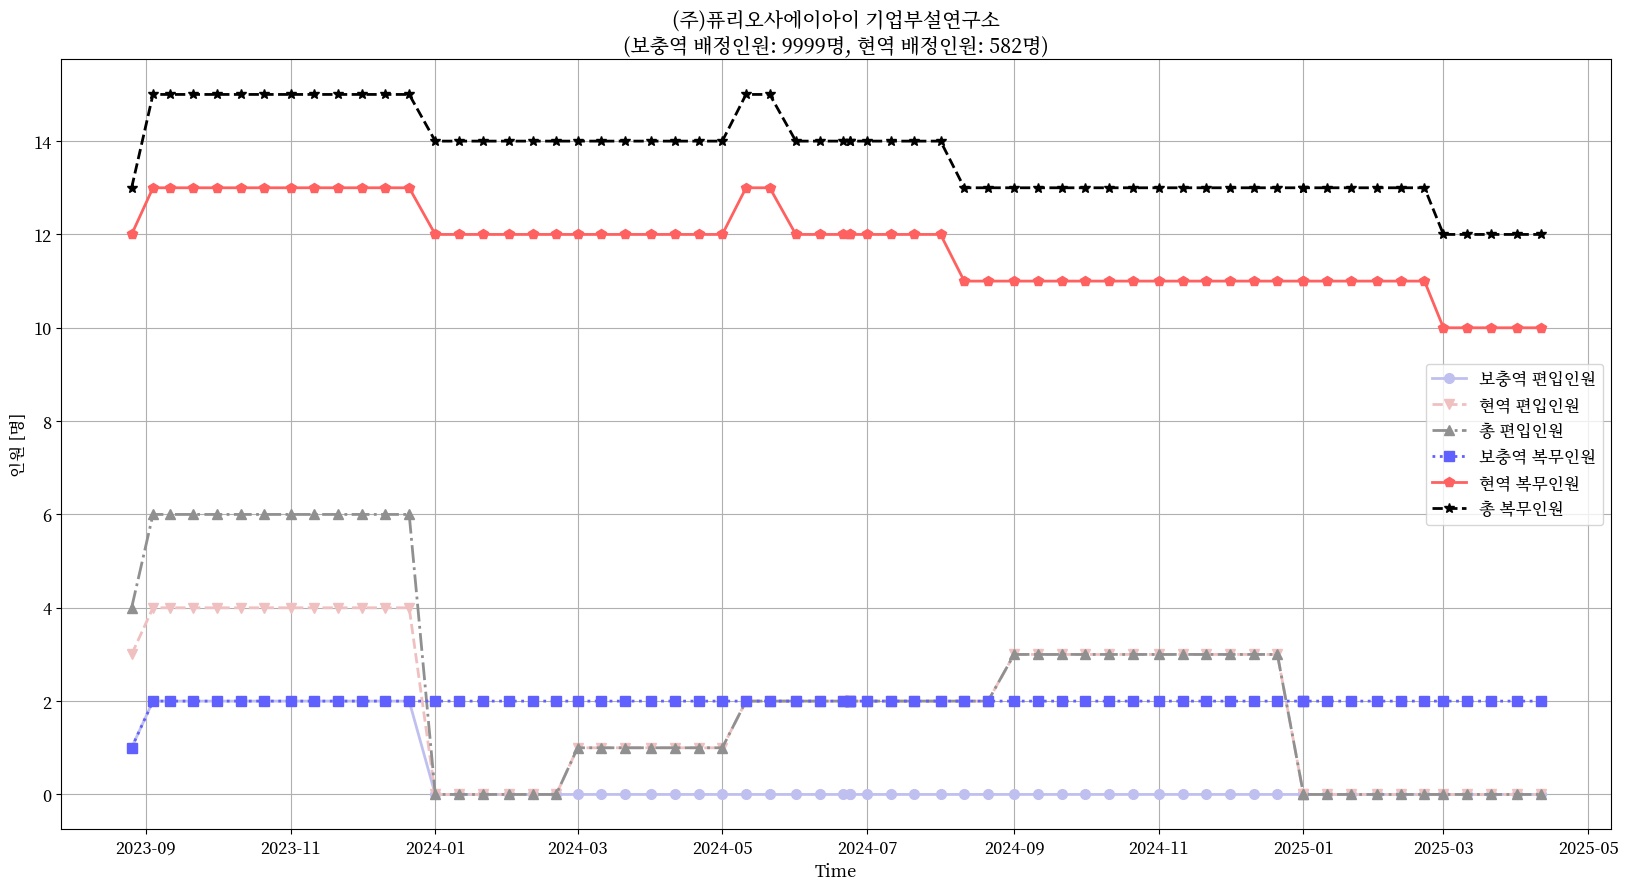 (주)퓨리오사에이아이 기업부설연구소
(보충역 배정인원: 9999명, 현역 배정인원: 582명)
14
12
10
8
6
4
2
0
인원 [명]
보충역 편입인원
현역 편입인원
총 편입인원
보충역 복무인원
현역 복무인원
총 복무인원
2023-09 2023-11 2024-01 2024-03 2024-05 2024-07 2024-09 2024-11 2025-01 2025-03 2025-05
Time